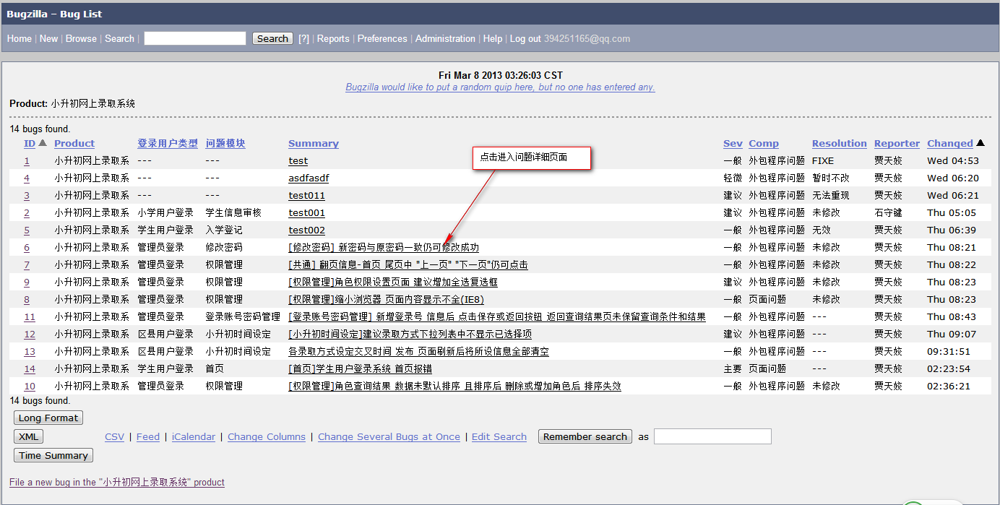 Bugzilla – Bug List
Home | New | Browse | Search | Search [?] | Reports | Preferences | Administration | Help | Log out 394251165@qq.com
Fri Mar 8 2013 03:26:03 CST
Bugzilla would like to put a random quip here, but no one has entered any.
Product: 小升初网上录取系统
14 bugs found.
ID Product 登录用户类型 问题模块 Summary Sev Comp Resolution Reporter Changed
点击进入问题详细页面
1 小升初网上录取系 --- --- test 一般 外包程序问题 FIXE 贾天姣 Wed 04:53
4 小升初网上录取系 --- --- asdfasdf 轻微 外包程序问题 暂时不改 贾天姣 Wed 06:20
3 小升初网上录取系 --- --- test011 建议 外包程序问题 无法重现 贾天姣 Wed 06:21
2 小升初网上录取系 小学用户登录 学生信息审核 test001 建议 外包程序问题 未修改 石守键 Thu 05:05
5 小升初网上录取系 学生用户登录 入学登记 test002 一般 外包程序问题 无效 贾天姣 Thu 06:39
6 小升初网上录取系 管理员登录 修改密码 [修改密码] 新密码与原密码一致仍可修改成功 一般 外包程序问题 未修改 贾天姣 Thu 08:21
7 小升初网上录取系 管理员登录 权限管理 [共通] 翻页信息-首页 尾页中 "上一页" "下一页"仍可点击 一般 外包程序问题 未修改 贾天姣 Thu 08:22
9 小升初网上录取系 管理员登录 权限管理 [权限管理]角色权限设置页面 建议增加全选复选框 建议 外包程序问题 未修改 贾天姣 Thu 08:23
8 小升初网上录取系 管理员登录 权限管理 [权限管理]缩小浏览器 页面内容显示不全(IE8) 一般 页面问题 未修改 贾天姣 Thu 08:23
11 小升初网上录取系 管理员登录 登录账号密码管理 [登录账号密码管理] 新增登录号 信息后 点击保存或返回按钮 返回查询结果页未保留查询条件和结果 一般 外包程序问题 --- 贾天姣 Thu 08:43
12 小升初网上录取系 区县用户登录 小升初时间设定 [小升初时间设定]建议录取方式下拉列表中不显示已选择项 建议 外包程序问题 --- 贾天姣 Thu 09:07
13 小升初网上录取系 区县用户登录 小升初时间设定 各录取方式设定交叉时间 发布 页面刷新后将所设信息全部清空 一般 外包程序问题 --- 贾天姣 09:31:51
14 小升初网上录取系 学生用户登录 首页 [首页]学生用户登录系统 首页报错 主要 页面问题 --- 贾天姣 02:23:54
10 小升初网上录取系 管理员登录 权限管理 [权限管理]角色查询结果 数据未默认排序 且排序后 删除或增加角色后 排序失效 一般 外包程序问题 未修改 贾天姣 02:36:21
14 bugs found.
Long Format
XML CSV | Feed | iCalendar | Change Columns | Change Several Bugs at Once | Edit Search Remember search as
Time Summary
File a new bug in the "小升初网上录取系统" product